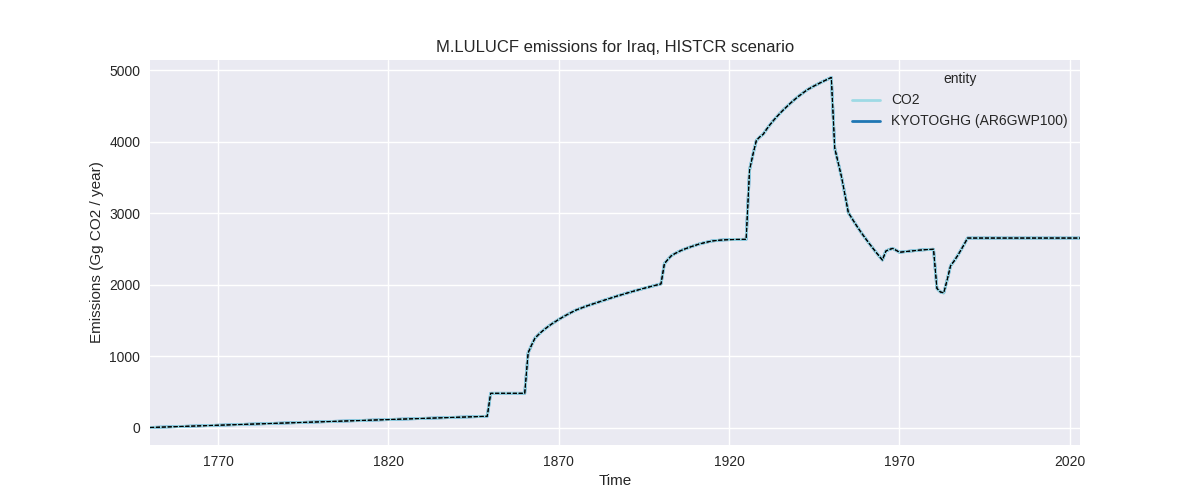 M.LULUCF emissions for Iraq, HISTCR scenario
5000
4000
3000
2000
1000
0
Emissions (Gg CO2 / year)
entity
CO2
KYOTOGHG (AR6GWP100)
1770
1820
1870
1920
1970
2020
Time